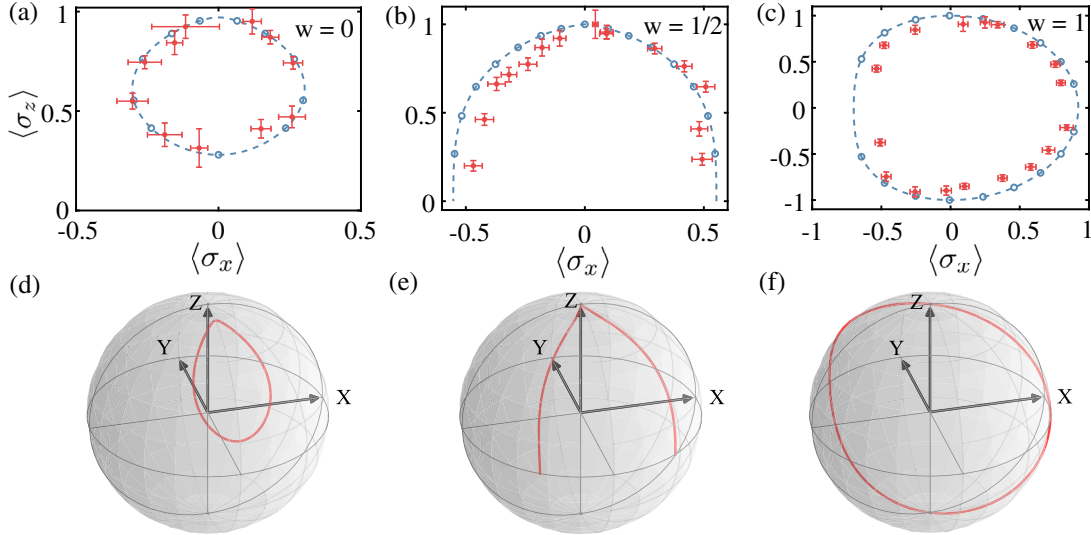 (a)
1
w = 0
⟨σz⟩
0.5
0
-0.5
0
0.5
⟨σx⟩
(b)
1
w = 1/2
0.5
0
-0.5
0
0.5
⟨σx⟩
(c)
1
w = 1
0.5
0
-0.5
-1
-1
-0.5
0
0.5
1
⟨σx⟩
(d)
Z
Y
X
(e)
Z
Y
X
(f)
Z
Y
X